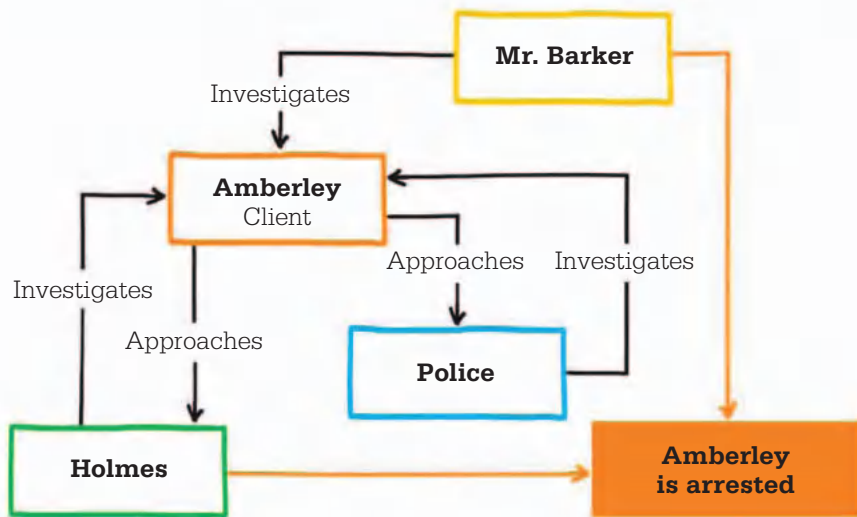 Mr. Barker
Investigates
Amberley
Client
Approaches
Investigates
Investigates
Approaches
Police
Holmes
Amberley
is arrested